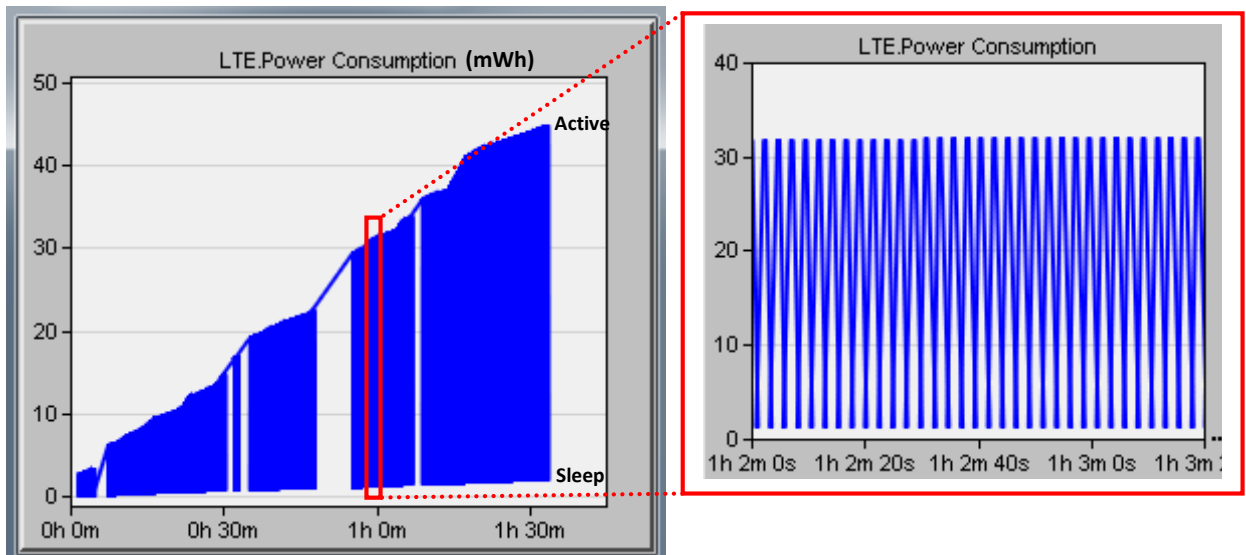 LTE.Power Consumption (mWh)
50
40
30
20
10
0
Active
Sleep
0h 0m
0h 30m
1h 0m
1h 30m
LTE.Power Consumption
40
30
20
10
0
1h 2m 0s
1h 2m 20s
1h 2m 40s
1h 3m 0s
1h 3m